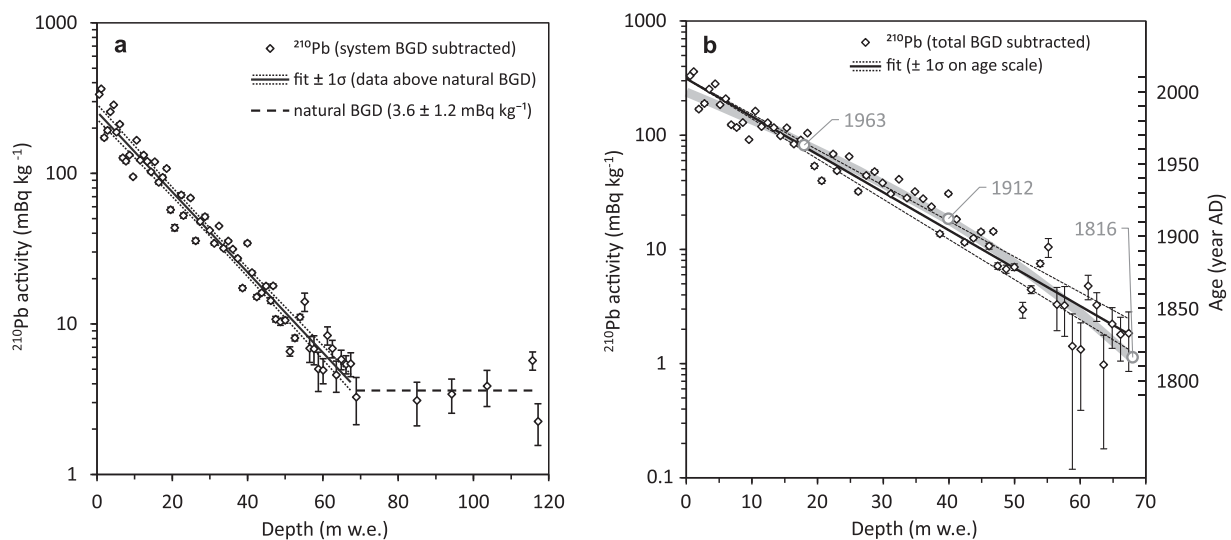 a
²¹⁰Pb (system BGD subtracted)
fit ± 1σ (data above natural BGD)
natural BGD (3.6 ± 1.2 mBq kg⁻¹)
²¹⁰Pb activity (mBq kg ⁻¹)
1000
100
10
1
0 20 40 60 80 100 120
Depth (m w.e.)
b
²¹⁰Pb (total BGD subtracted)
fit (± 1σ on age scale)
1963
1912
1816
²¹⁰Pb activity (mBq kg⁻¹)
1000
100
10
1
0.1
0 10 20 30 40 50 60 70
Depth (m w.e.)
2000
1950
1900
1850
1800
Age (year AD)